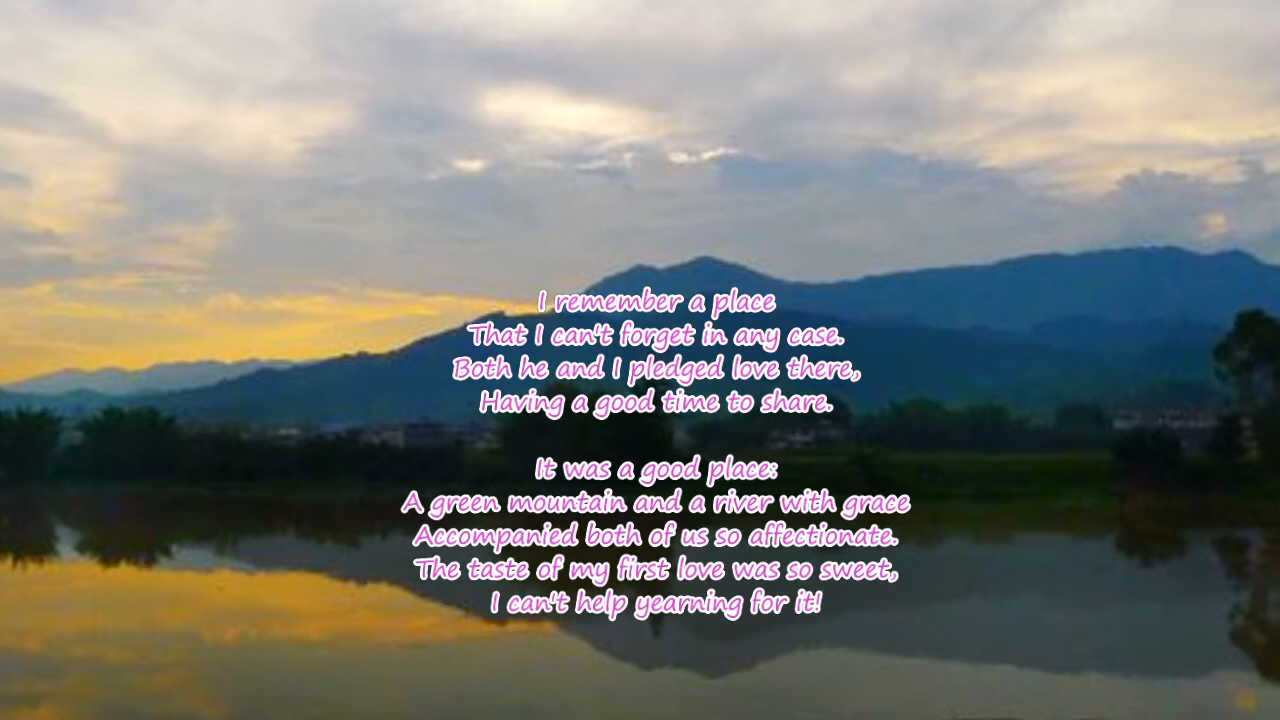 I remember a place
That I can't forget in any case.
Both he and I pledged love there,
Having a good time to share.
It was a good place:
A green mountain and a river with grace
Accompanied both of us so affectionate.
The taste of my first love was so sweet,
I can't help yearning for it!